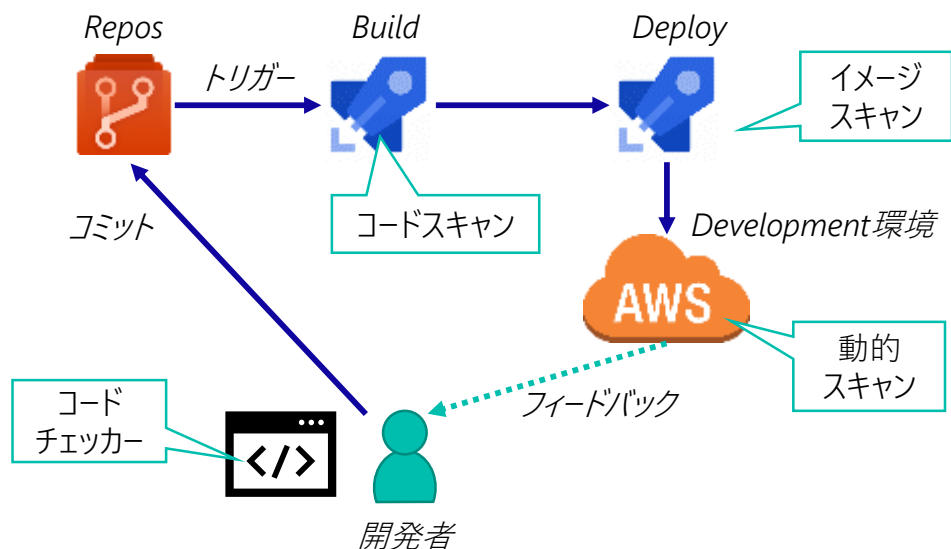 Repos
Build
Deploy
トリガー
イメージ
スキャン
コードスキャン
コミット
Development環境
AWS
動的
スキャン
フィードバック
コード
チェッカー
</>
開発者